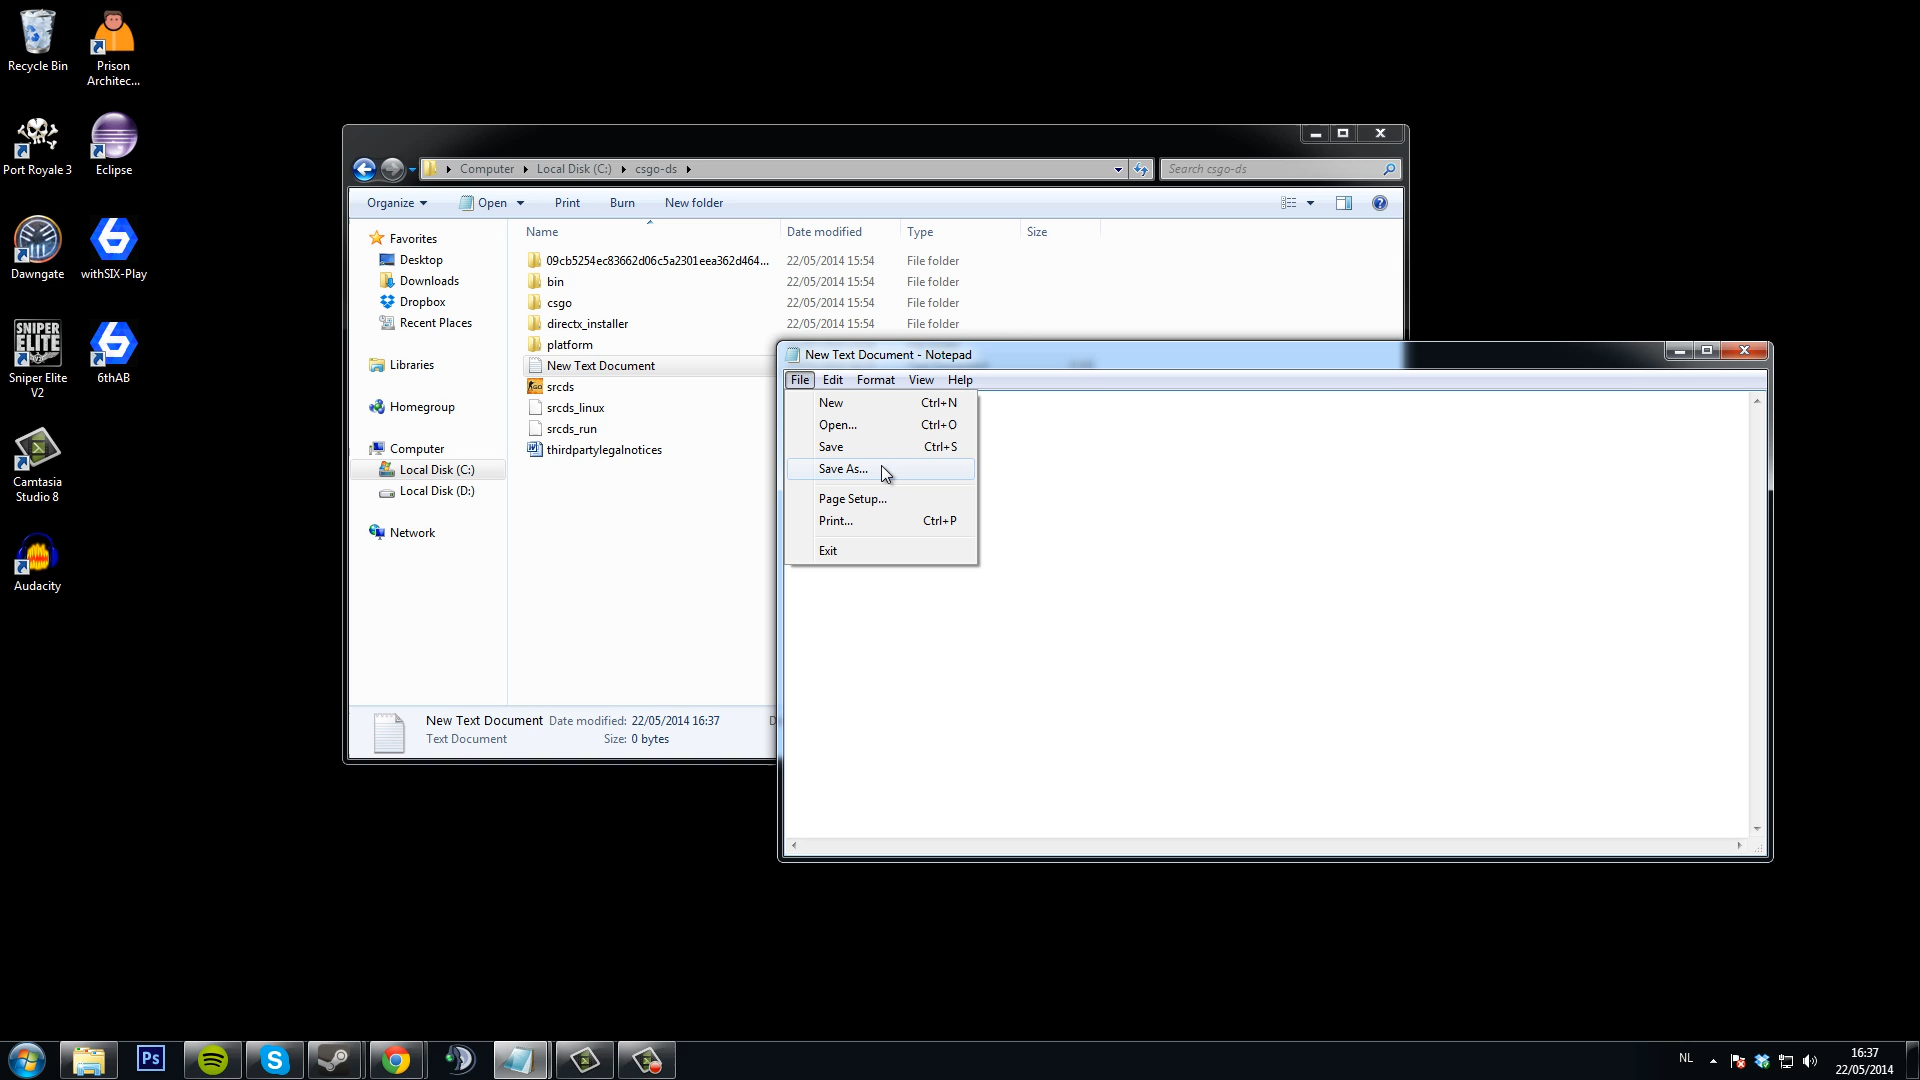 Recycle Bin
Prison
Architec...
Port Royale 3
Eclipse
Dawngate
withSIX-Play
SNIPER
ELITE
V2
Sniper Elite
V2
6thAB
Camtasia
Studio 8
Audacity
Computer
Local Disk (C:)
csgo-ds
Search csgo-ds
Organize
Open
Print
Burn
New folder
Favorites
Desktop
Downloads
Dropbox
Recent Places
Libraries
Homegroup
Computer
Local Disk (C:)
Local Disk (D:)
Network
Name
Date modified
Type
Size
09cb5254ec83662d06c5a2301eea362d464... 22/05/2014 15:54 File folder
bin 22/05/2014 15:54 File folder
csgo 22/05/2014 15:54 File folder
directx_installer 22/05/2014 15:54 File folder
platform
New Text Document
srcds
srcds_linux
srcds_run
thirdpartylegalnotices
New Text Document Date modified: 22/05/2014 16:37
Text Document Size: 0 bytes
New Text Document - Notepad
File Edit Format View Help
New Ctrl+N
Open... Ctrl+O
Save Ctrl+S
Save As...
Page Setup...
Print... Ctrl+P
Exit
Ps
NL
16:37
22/05/2014